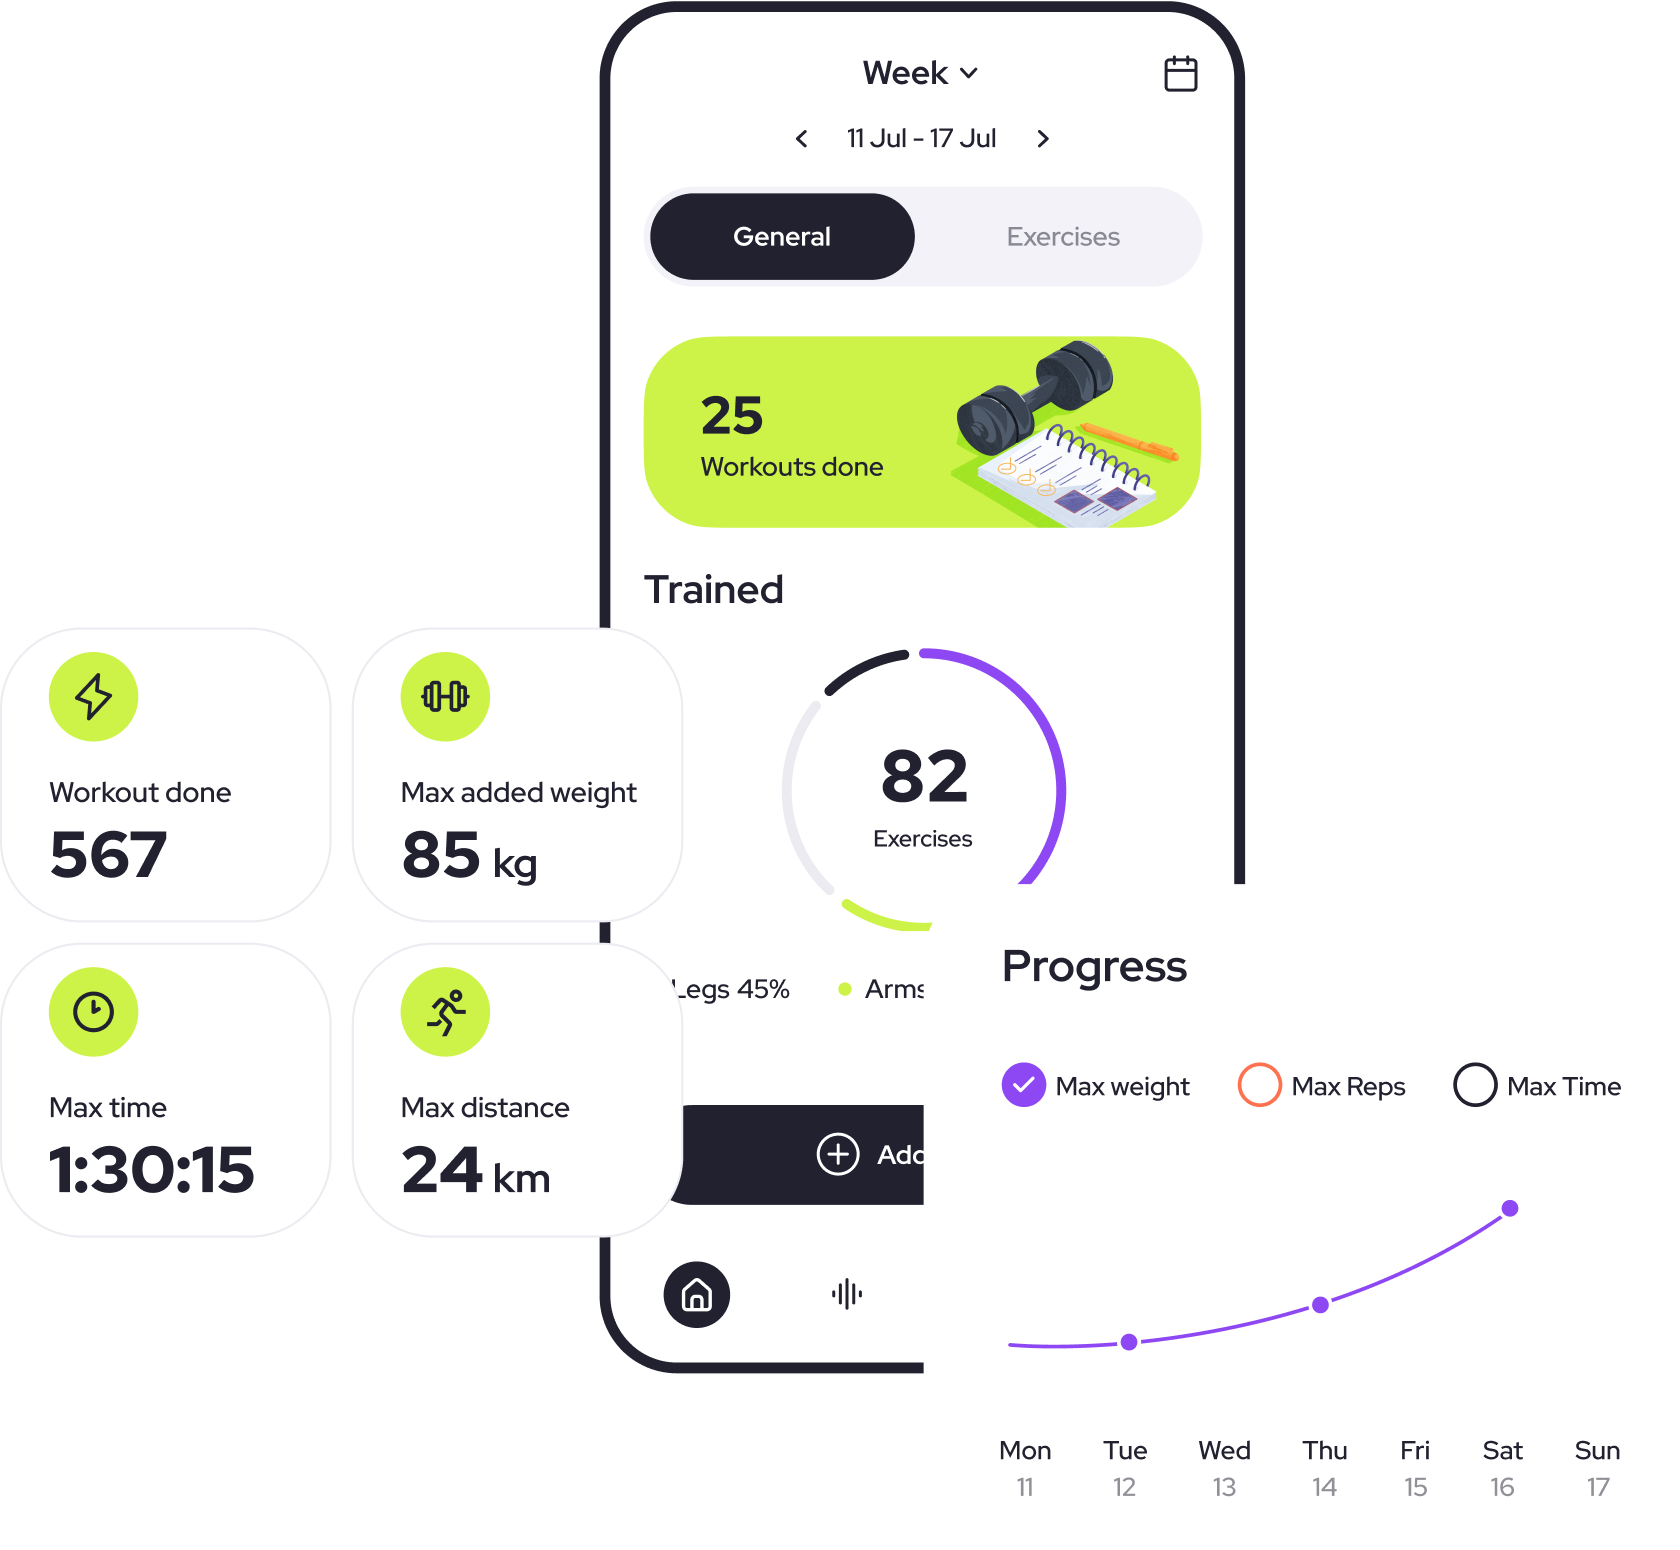 Week
11 Jul - 17 Jul
General
Exercises
25
Workouts done
Trained
82
Exercises
Legs 45%
Workout done
567
Max added weight
85 kg
Max time
1:30:15
Max distance
24 km
Progress
Max weight
Max Reps
Max Time
Mon Tue Wed Thu Fri Sat Sun
11 12 13 14 15 16 17